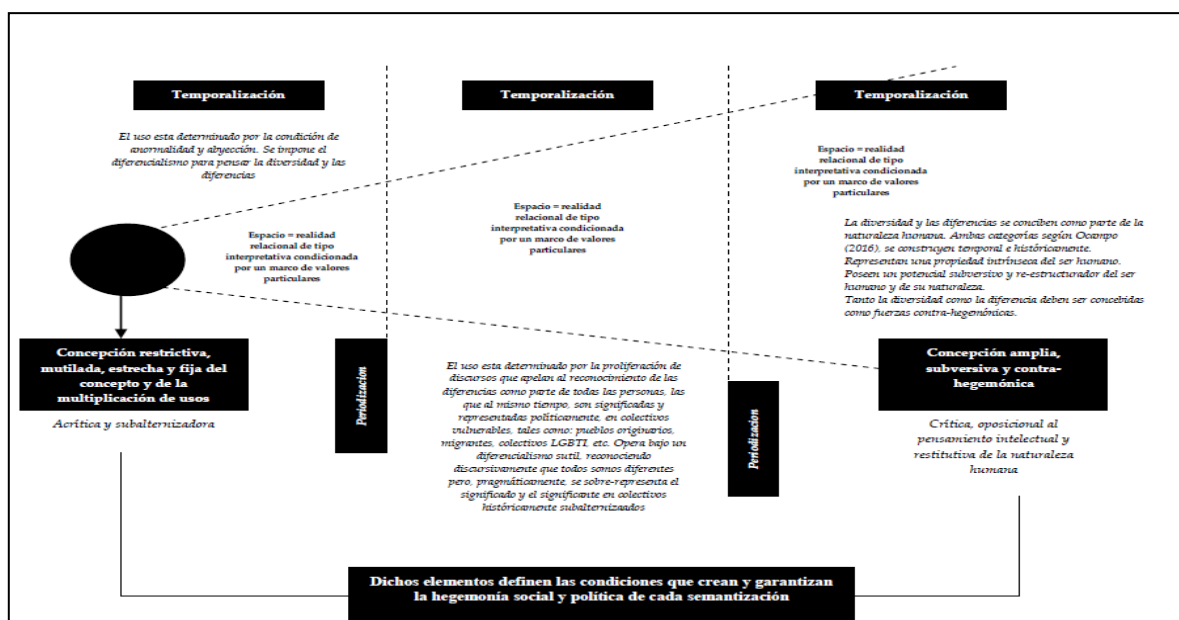 Temporalización
Temporalización
Temporalización
El uso esta determinado por la condición de
anormalidad y abyección. Se impone el
diferencialismo para pensar la diversidad y las
diferencias
Espacio = realidad
relacional de tipo
interpretativa condicionada
por un marco de valores
particulares
Espacio = realidad
relacional de tipo
interpretativa condicionada
por un marco de valores
particulares
Espacio = realidad
relacional de tipo
interpretativa condicionada
por un marco de valores
particulares
La diversidad y las diferencias se conciben como parte de la
naturaleza humana. Ambas categorías según Ocampo
(2016), se construyen temporal e históricamente.
Representan una propiedad intrínseca del ser humano.
Poseen un potencial subversivo y re-estructurador del ser
humano y de su naturaleza.
Tanto la diversidad como la diferencia deben ser concebidas
como fuerzas contra-hegemónicas.
Concepción restrictiva,
mutilada, estrecha y fija del
concepto y de la
multiplicación de usos
Acrítica y subalternizadora
Periodizacion
El uso esta determinado por la proliferación de
discursos que apelan al reconocimiento de las
diferencias como parte de todas las personas, las
que al mismo tiempo, son significadas y
representadas políticamente, en colectivos
vulnerables, tales como: pueblos originarios,
migrantes, colectivos LGBTI, etc. Opera bajo un
diferencialismo sutil, reconociendo
discursivamente que todos somos diferentes
pero, pragmáticamente, se sobre-representa el
significado y el significante en colectivos
históricamente subalternizaados
Periodizacion
Concepción amplia,
subversiva y contra-
hegemónica
Crítica, oposicional al
pensamiento intelectual y
restitutiva de la naturaleza
humana
Dichos elementos definen las condiciones que crean y garantizan
la hegemonía social y política de cada semantización